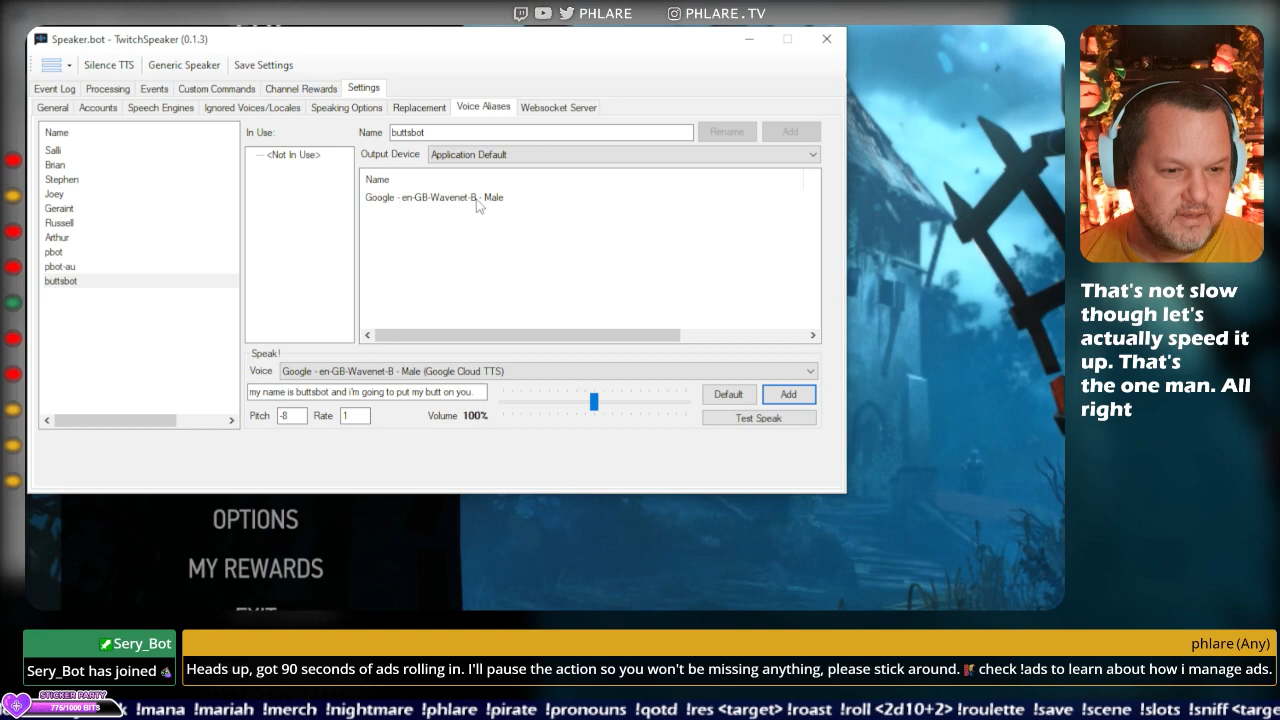 PHLARE PHLARE.TV
Speaker.bot - TwitchSpeaker (0.1.3)
Silence TTS Generic Speaker Save Settings
Event Log Processing Events Custom Commands Channel Rewards Settings
General Accounts Speech Engines Ignored Voices/Locales Speaking Options Replacement Voice Aliases Websocket Server
Name
Salli
Brian
Stephen
Joey
Geraint
Russell
Arthur
pbot
pbot-au
buttsbot
In Use:
<Not In Use>
Name buttsbot Rename Add
Output Device Application Default
Name
Google - en-GB-Wavenet-B - Male
Speak!
Voice Google - en-GB-Wavenet-B - Male (Google Cloud TTS)
my name is buttsbot and i'm going to put my butt on you. Default Add
Pitch -8 Rate 1 Volume 100% Test Speak
That's not slow
though let's
actually speed it
up. That's
the one man. All
right
OPTIONS
MY REWARDS
EXIT
Sery_Bot
Sery_Bot has joined
phlare (Any)
Heads up, got 90 seconds of ads rolling in. I'll pause the action so you won't be missing anything, please stick around. check !ads to learn about how i manage ads.
STICKER PARTY
775/1000 BITS
!mana !mariah !merch !nightmare !phlare !pirate !pronouns !qotd !res <target> !roast !roll <2d10+2> !roulette !save !scene !slots !sniff <targe